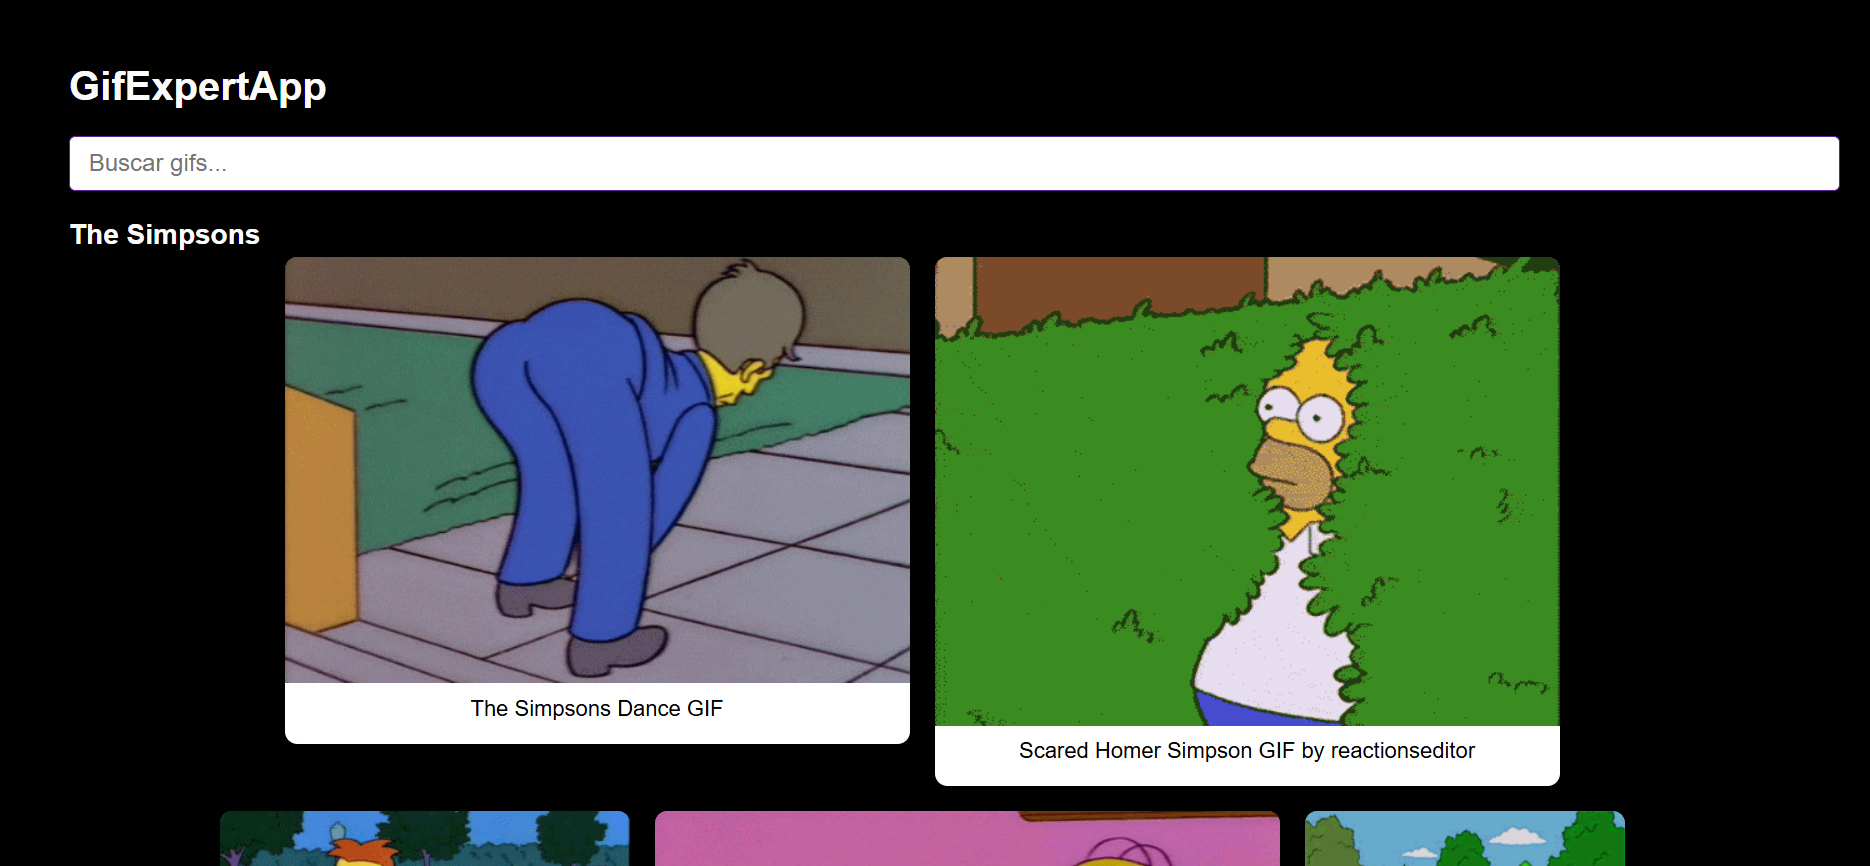 GifExpertApp
Buscar gifs...
The Simpsons
The Simpsons Dance GIF
Scared Homer Simpson GIF by reactionseditor